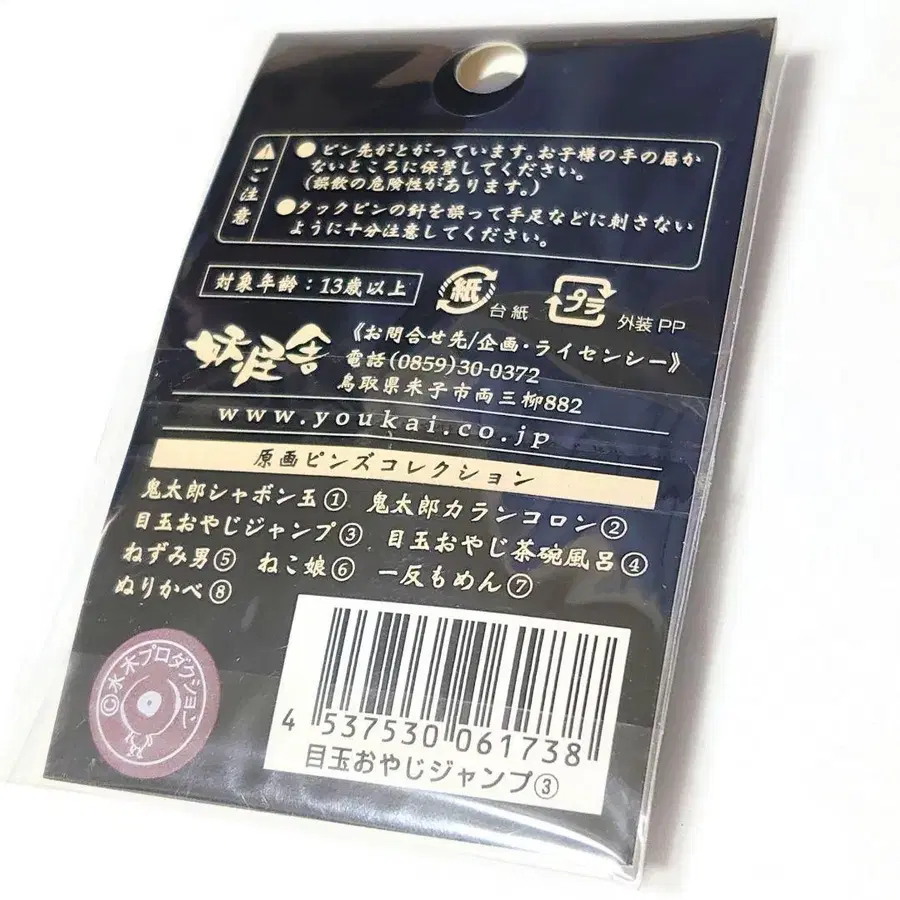 ご注意
●ピン先がとがっています。お子様の手の届か
ないところに保管してください。
(誤飲の危険性があります。)
●タックピンの針を誤って手足などに刺さない
ように十分注意してください。
対象年齢：13歳以上
紙
台紙
プラ
外装PP
妖怪舎
《お問合せ先/企画・ライセンシー》
電話(0859)30-0372
鳥取県米子市両三柳882
www.youkai.co.jp
原画ピンズコレクション
鬼太郎シャボン玉① 鬼太郎カランコロン②
目玉おやじジャンプ③ 目玉おやじ茶碗風呂④
ねずみ男⑤ ねこ娘⑥ 一反もめん⑦
ぬりかべ⑧
©水木プロダクション
4 537530 061738
目玉おやじジャンプ③